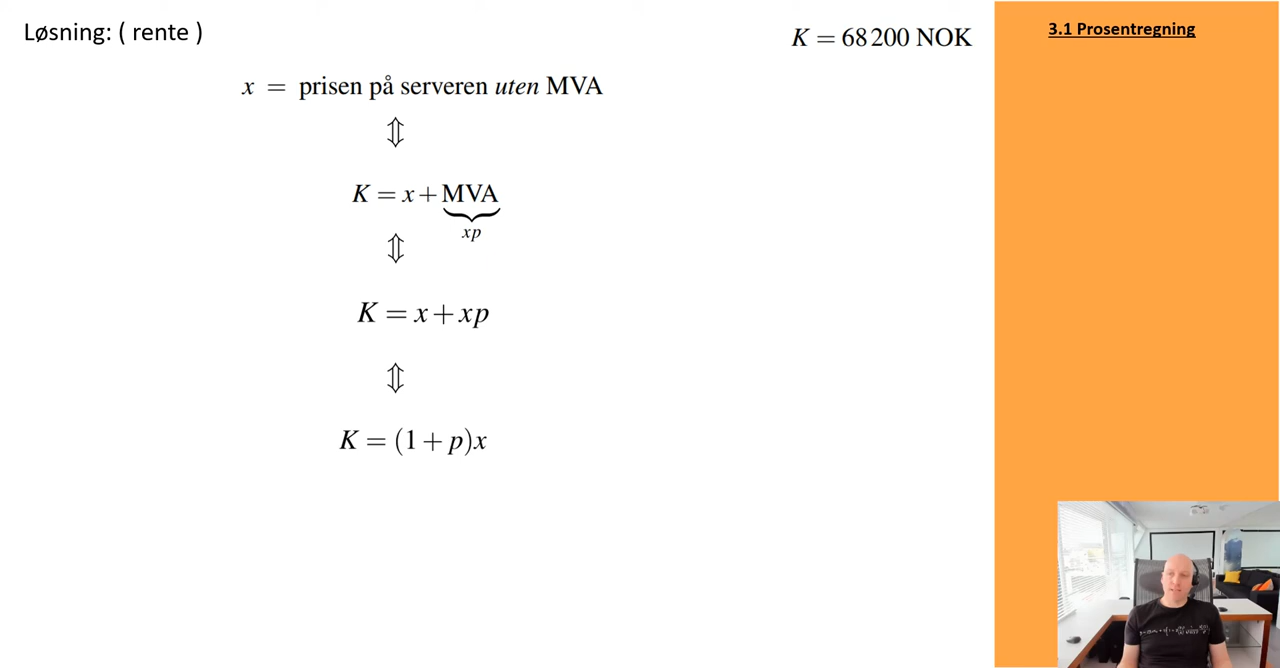 Løsning: ( rente )
K = 68 200 NOK
3.1 Prosentregning
x = prisen på serveren uten MVA
⇕
K = x + MVA
xp
⇕
K = x + xp
⇕
K = (1 + p)x